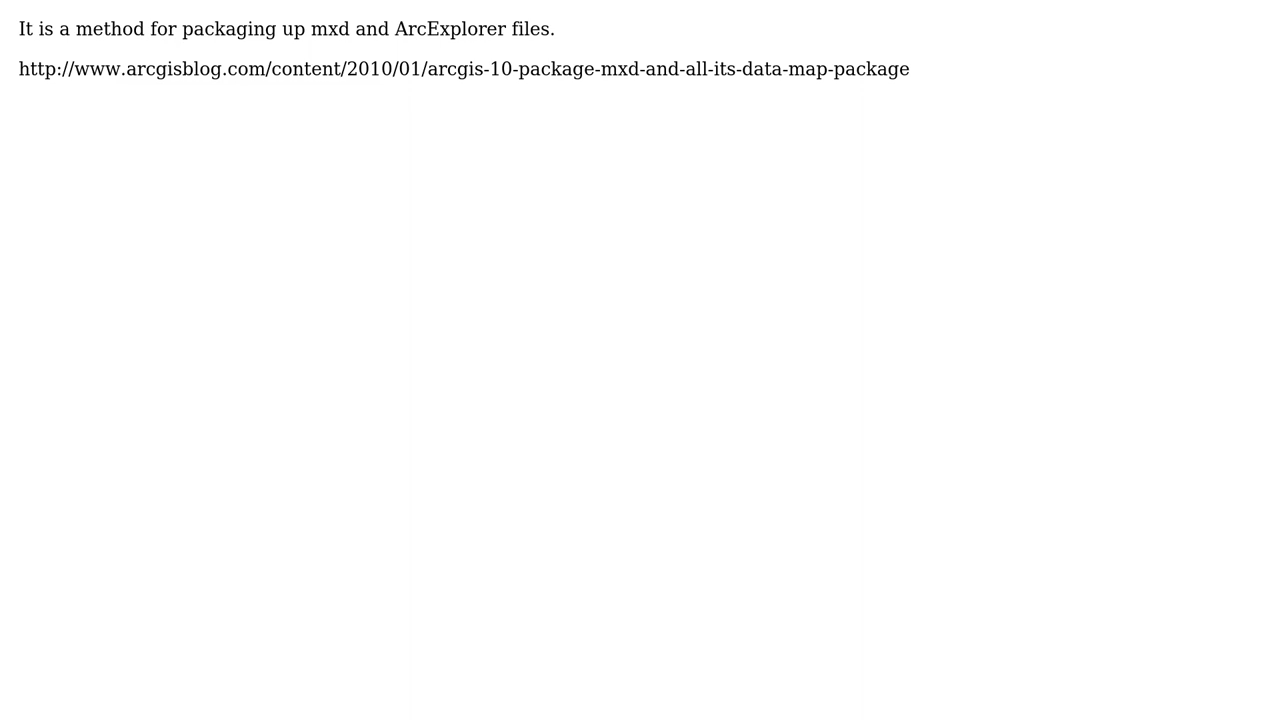 It is a method for packaging up mxd and ArcExplorer files.
http://www.arcgisblog.com/content/2010/01/arcgis-10-package-mxd-and-all-its-data-map-package